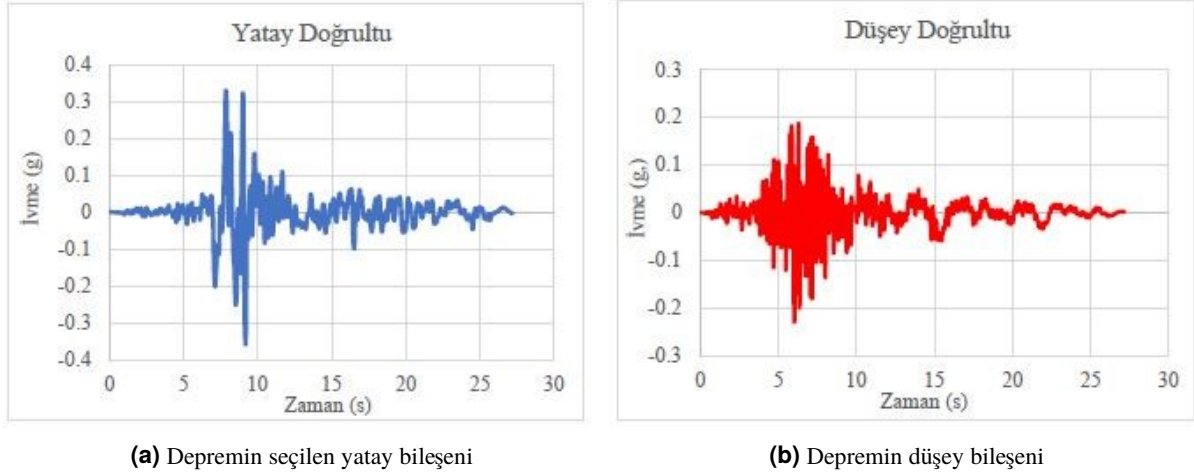 Yatay Doğrultu
0.4
0.3
0.2
0.1
0
-0.1
-0.2
-0.3
-0.4
İvme (g)
0 5 10 15 20 25 30
Zaman (s)
(a) Depremin seçilen yatay bileşeni
Düşey Doğrultu
0.3
0.2
0.1
0
-0.1
-0.2
-0.3
İvme (g,)
0 5 10 15 20 25 30
Zaman (s)
(b) Depremin düşey bileşeni